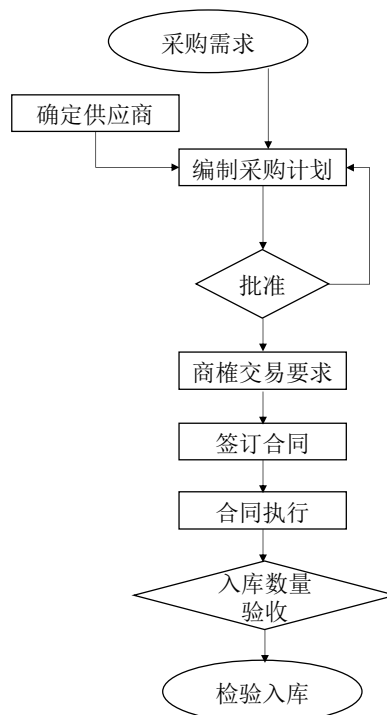 采购需求
确定供应商
编制采购计划
批准
商榷交易要求
签订合同
合同执行
入库数量
验收
检验入库